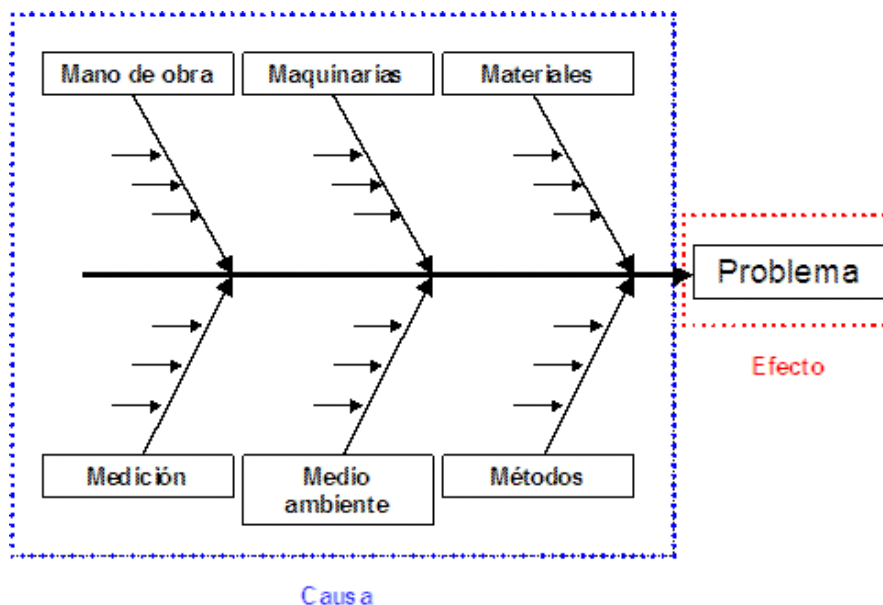 Mano de obra
Maquinarias
Materiales
Problema
Efecto
Medición
Medio
ambiente
Métodos
Causa